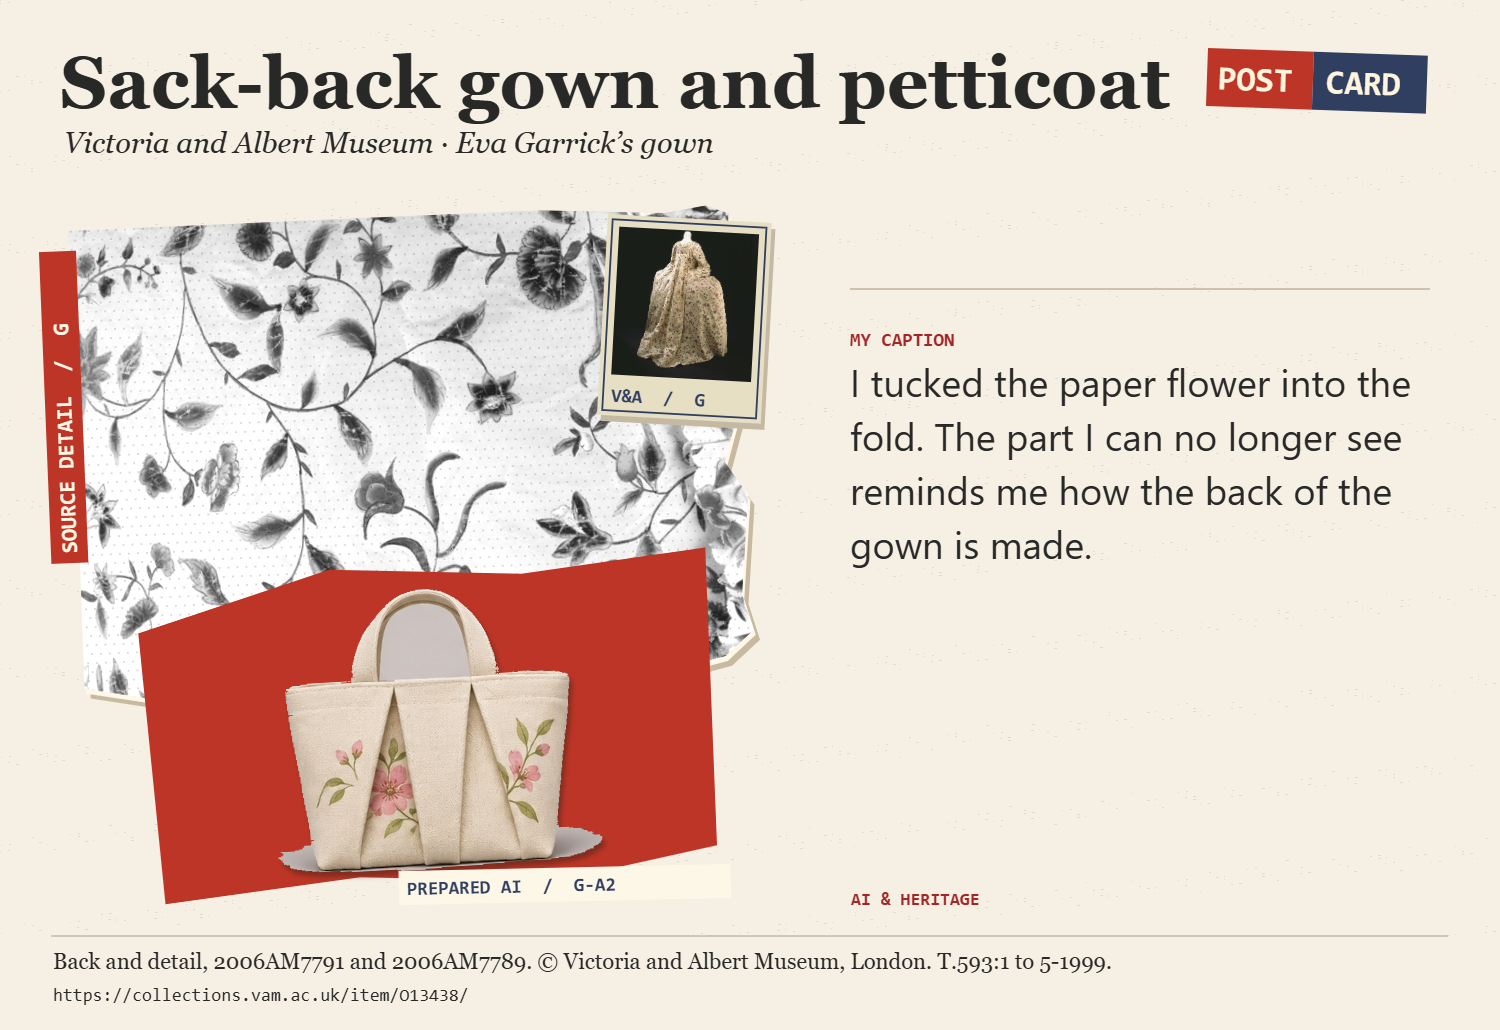 Sack-back gown and petticoat
POST CARD
Victoria and Albert Museum · Eva Garrick’s gown
SOURCE DETAIL / G
V&A / G
MY CAPTION
I tucked the paper flower into the
fold. The part I can no longer see
reminds me how the back of the
gown is made.
PREPARED AI / G-A2
AI & HERITAGE
Back and detail, 2006AM7791 and 2006AM7789. © Victoria and Albert Museum, London. T.593:1 to 5-1999.
https://collections.vam.ac.uk/item/O13438/